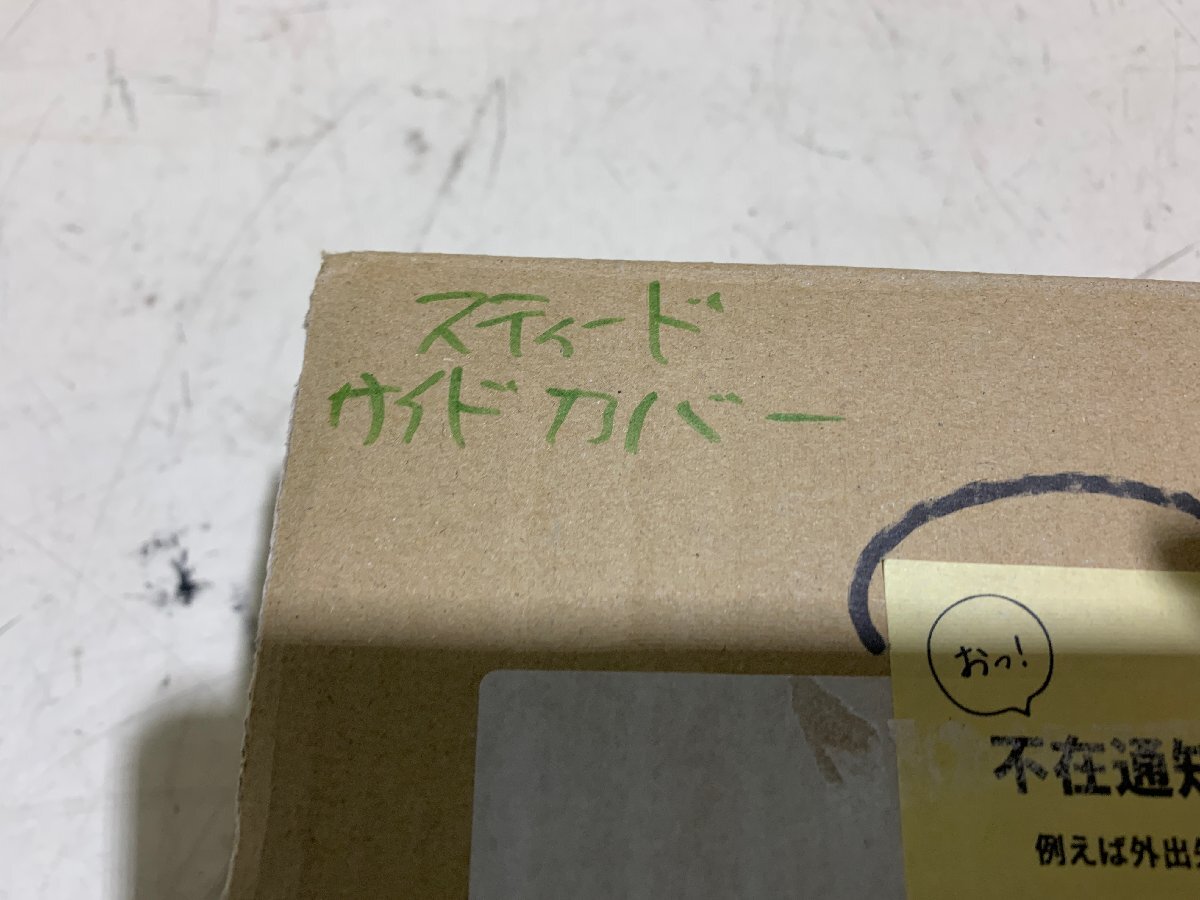 スティード
サイドカバー
おっ!
不在通知
例えば外出